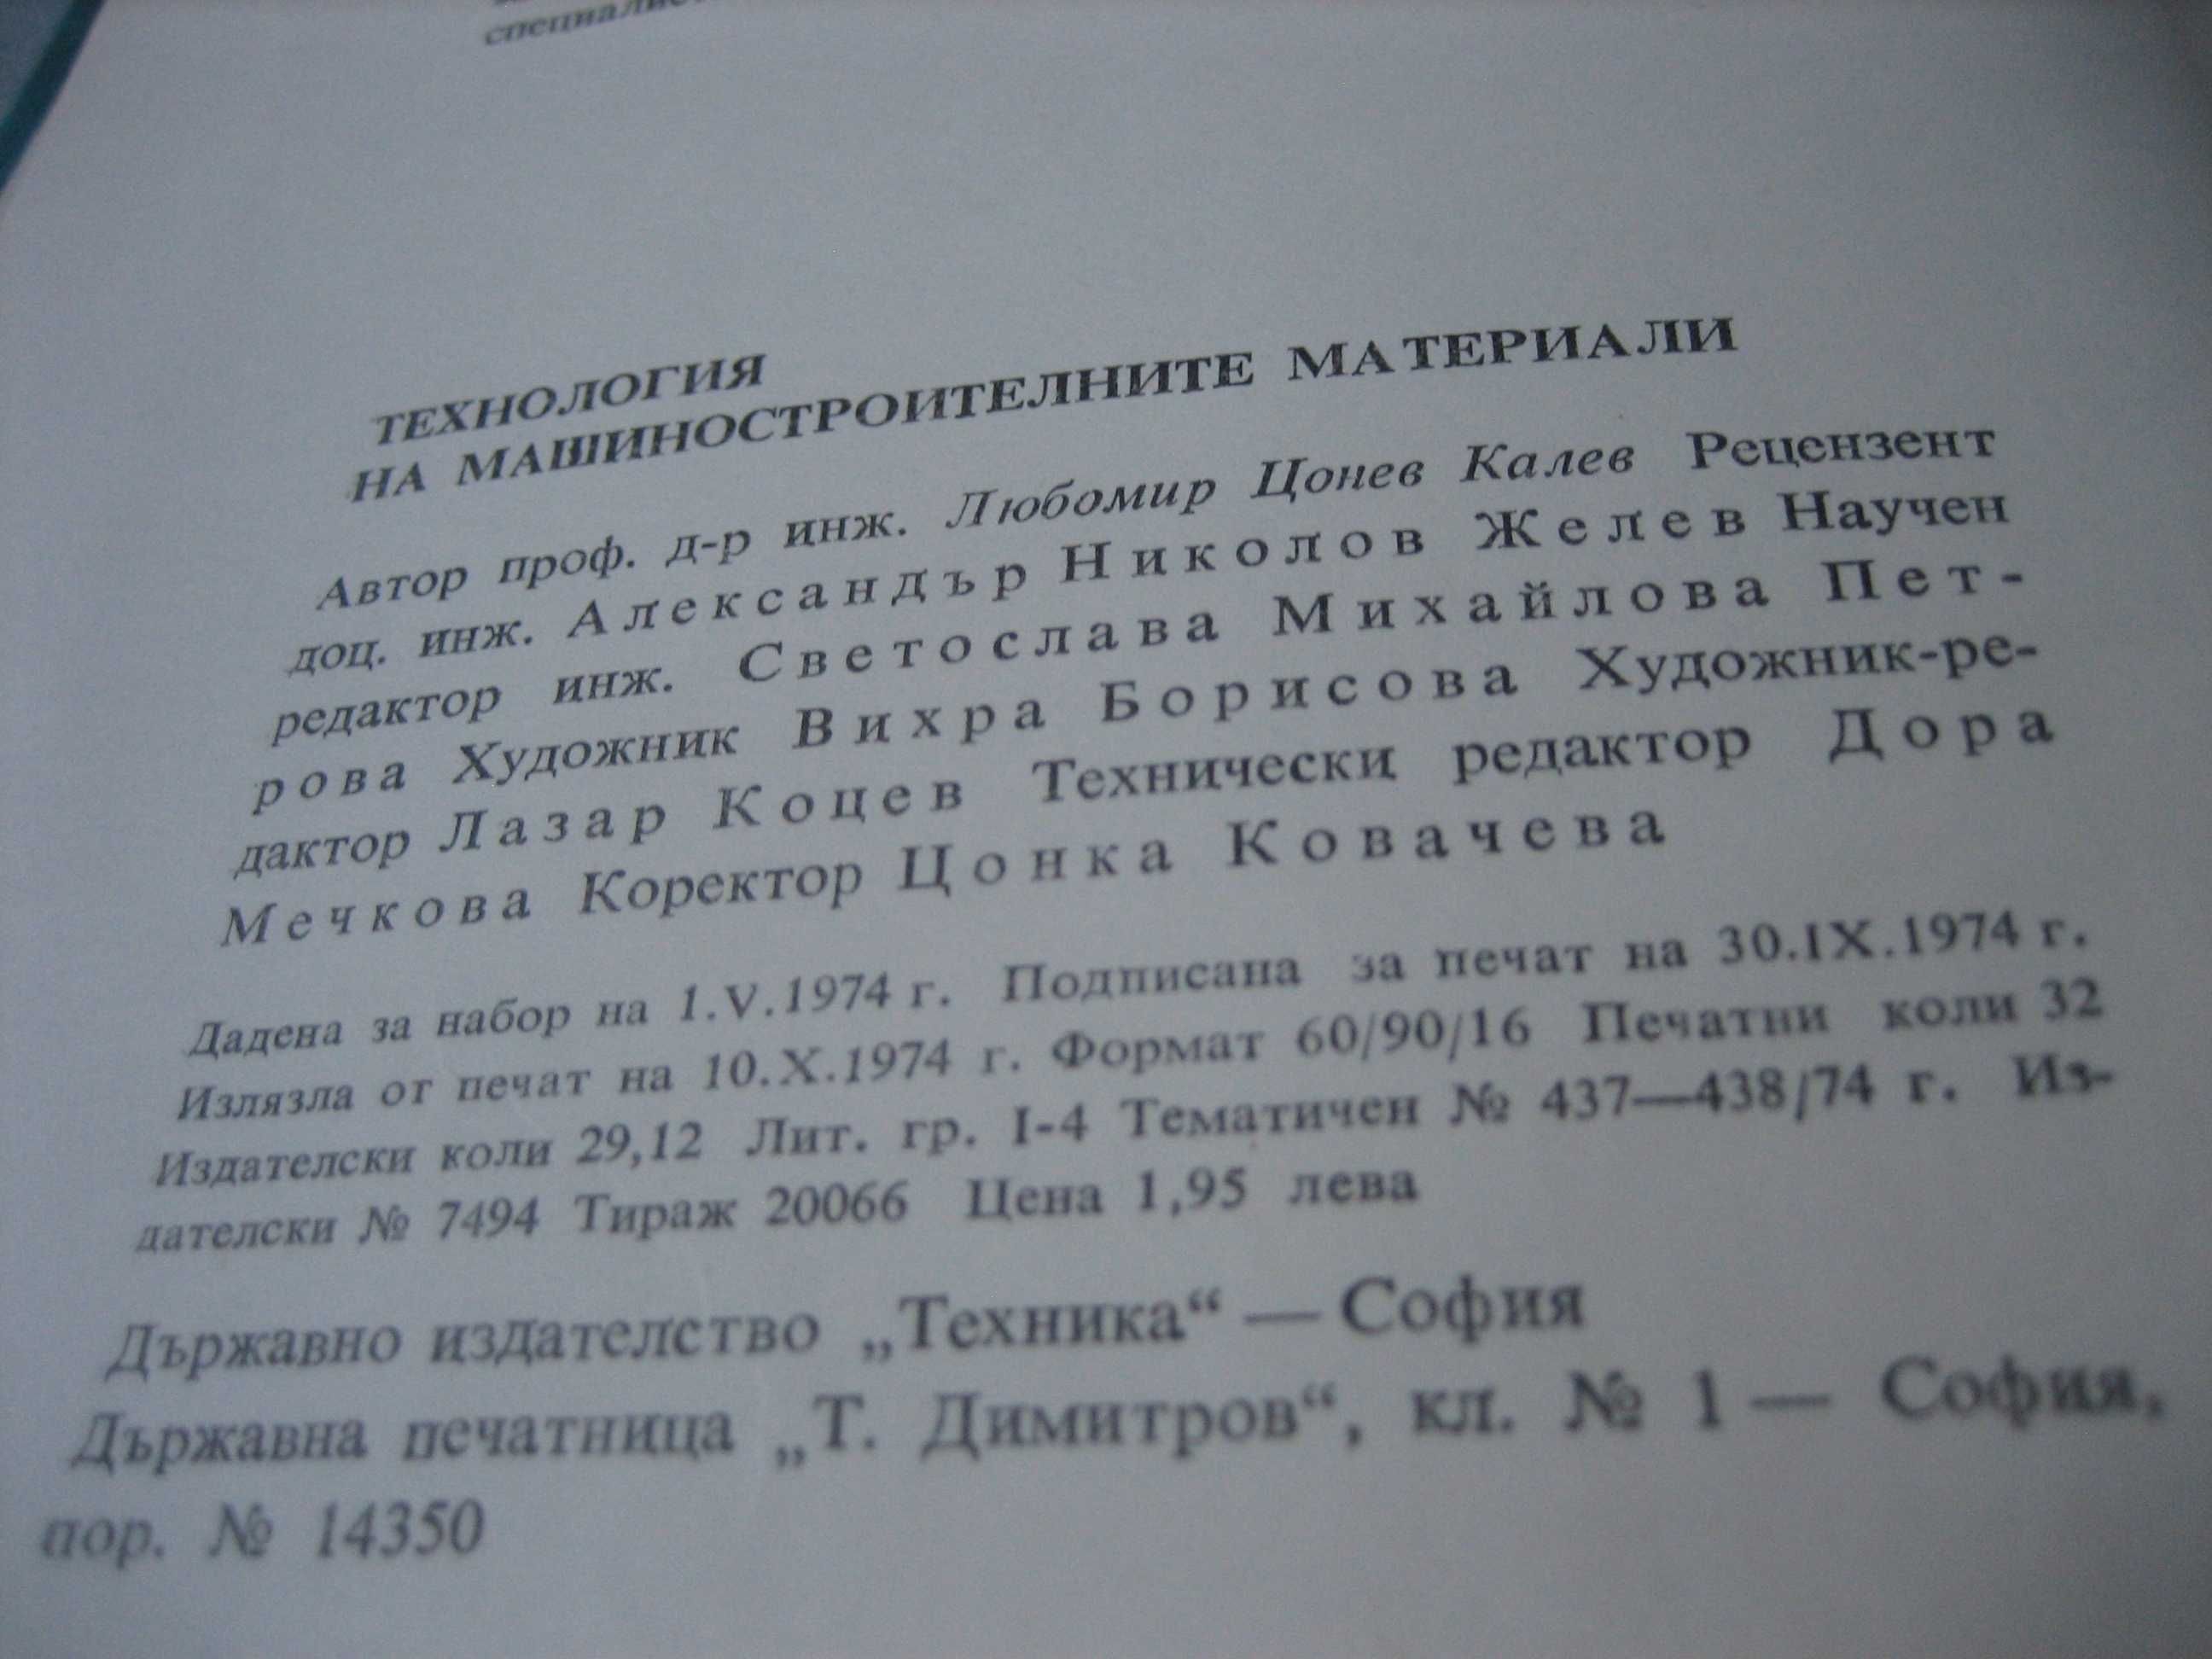 ТЕХНОЛОГИЯ
НА МАШИНОСТРОИТЕЛНИТЕ МАТЕРИАЛИ
Автор проф. д-р инж. Любомир Цонев Калев Рецензент
доц. инж. Александър Николов Желев Научен
редактор инж. Светослава Михайлова Пет-
рова Художник Вихра Борисова Художник-ре-
дактор Лазар Коцев Технически редактор Дора
Мечкова Коректор Цонка Ковачева
Дадена за набор на 1.V.1974 г. Подписана за печат на 30.IX.1974 г.
Излязла от печат на 10.X.1974 г. Формат 60/90/16 Печатни коли 32
Издателски коли 29,12 Лит. гр. I-4 Тематичен № 437—438/74 г. Из-
дателски № 7494 Тираж 20066 Цена 1,95 лева
Държавно издателство „Техника“ — София
Държавна печатница „Т. Димитров“, кл. № 1 — София,
пор. № 14350